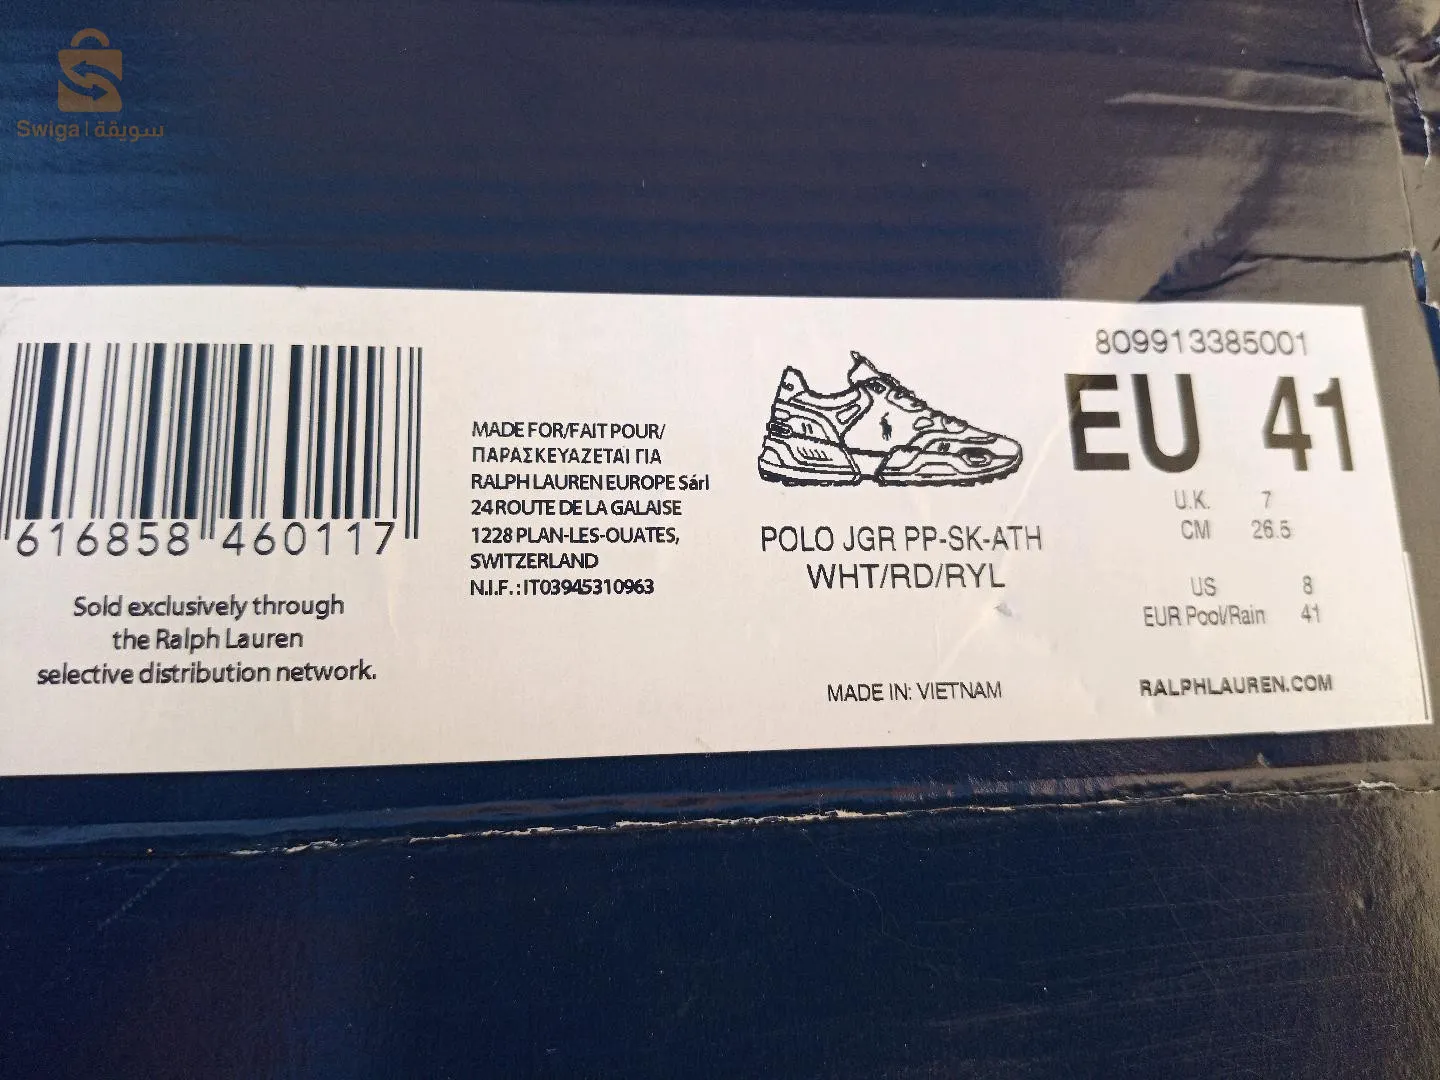 Swiga | سويقة
616858 460117
Sold exclusively through
the Ralph Lauren
selective distribution network.
MADE FOR/FAIT POUR/
ΠΑΡΑΣΚΕΥΑΖΕΤΑΙ ΓΙΑ
RALPH LAUREN EUROPE Sárl
24 ROUTE DE LA GALAISE
1228 PLAN-LES-OUATES,
SWITZERLAND
N.I.F.:IT03945310963
POLO JGR PP-SK-ATH
WHT/RD/RYL
MADE IN: VIETNAM
809913385001
EU 41
U.K. 7
CM 26.5
US 8
EUR Pool/Rain 41
RALPHLAUREN.COM